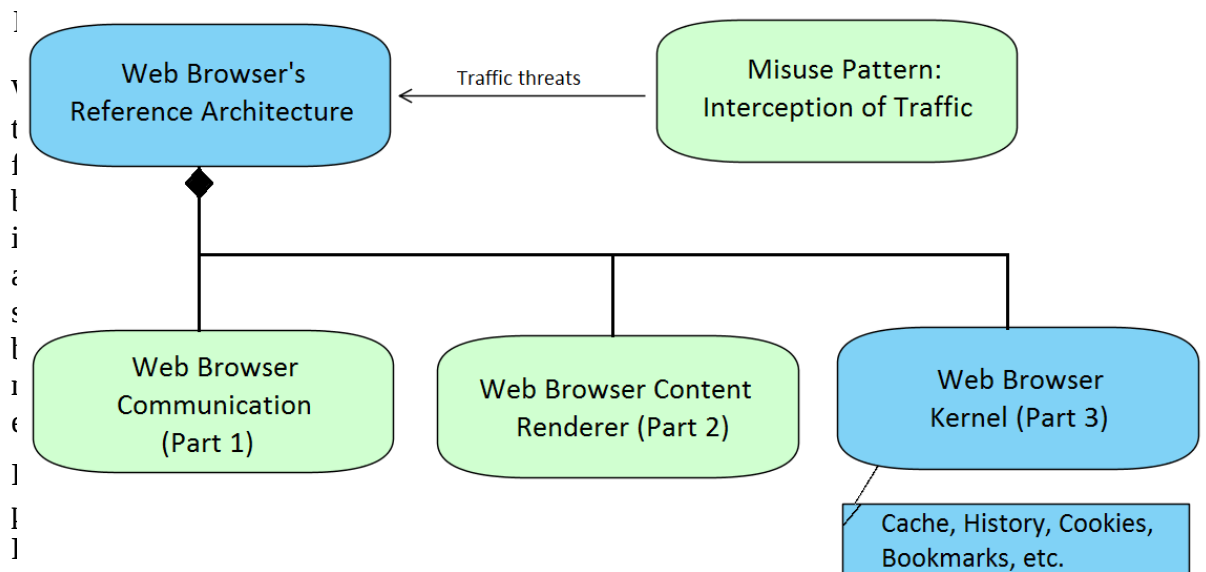 Web Browser's
Reference Architecture
Traffic threats
Misuse Pattern:
Interception of Traffic
Web Browser
Communication
(Part 1)
Web Browser Content
Renderer (Part 2)
Web Browser
Kernel (Part 3)
Cache, History, Cookies,
Bookmarks, etc.